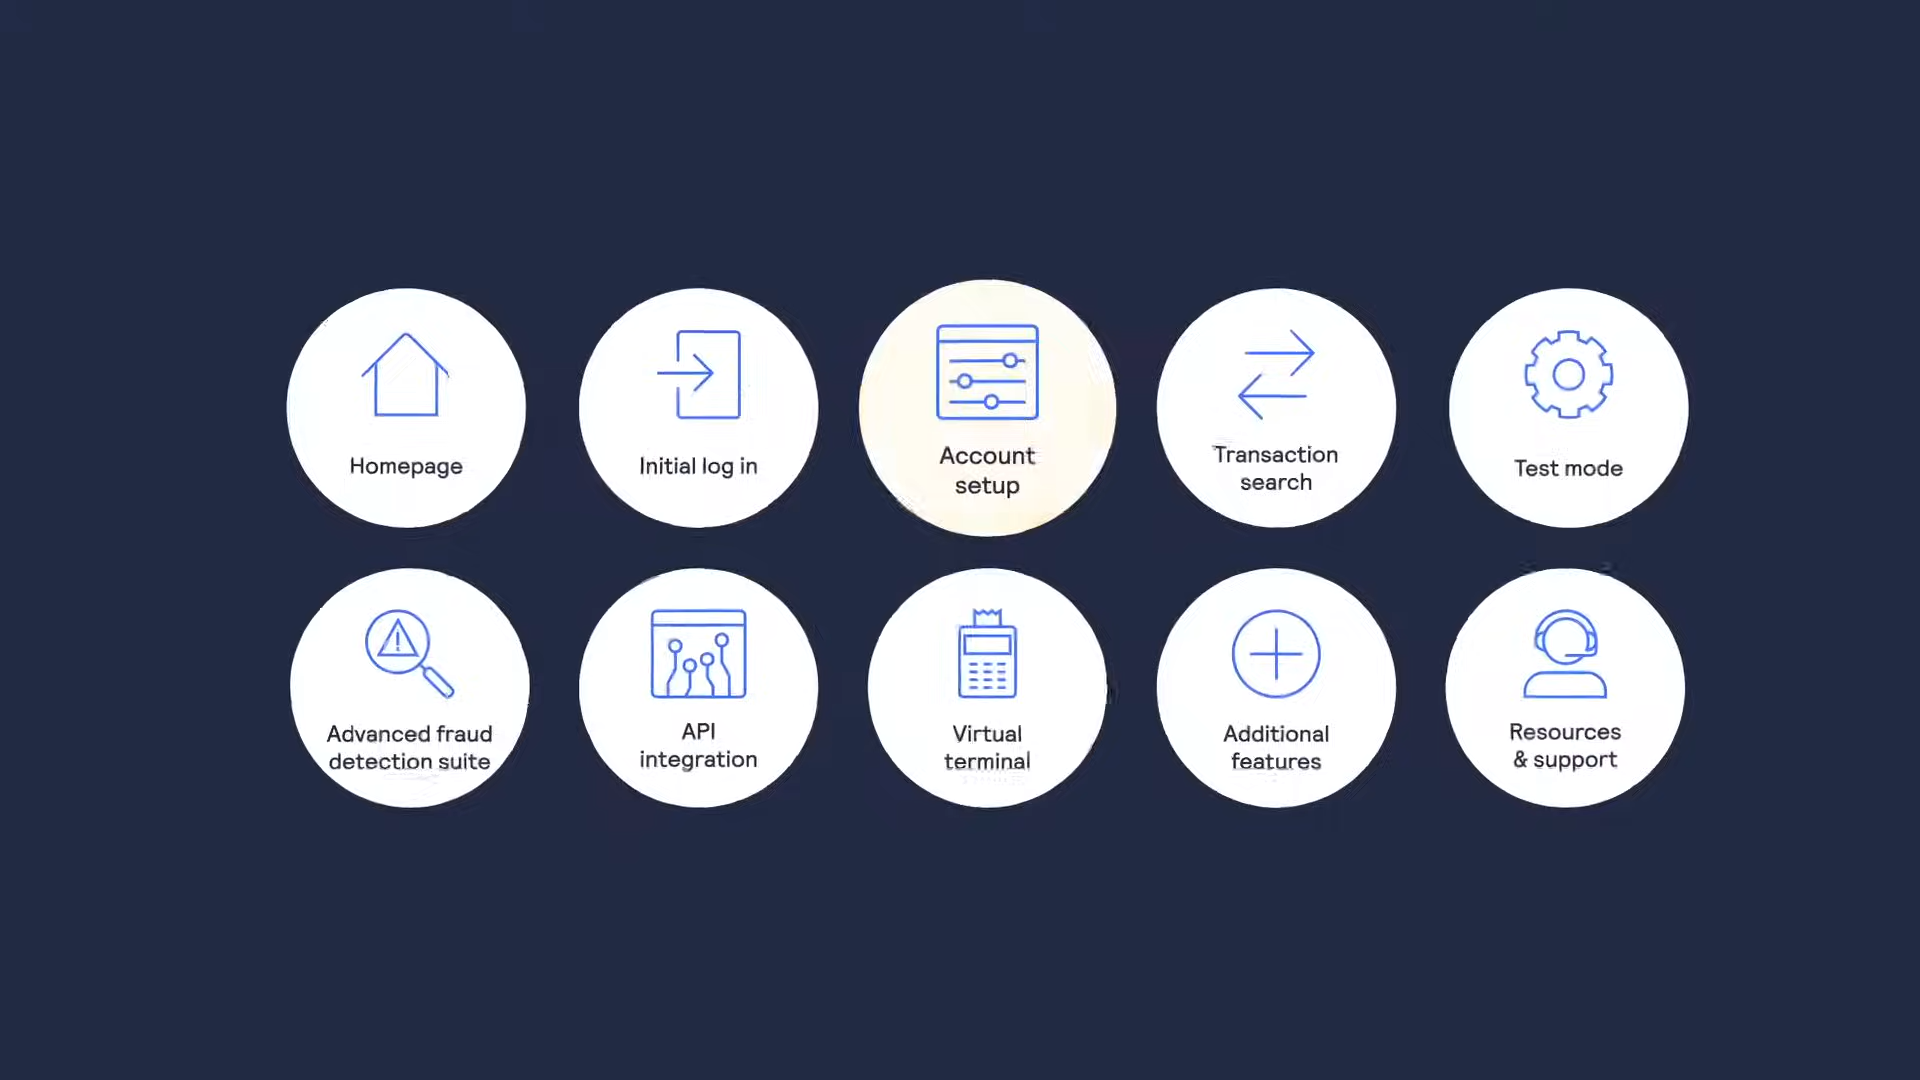 Homepage
Initial log in
Account
setup
Transaction
search
Test mode
Advanced fraud
detection suite
API
integration
Virtual
terminal
Additional
features
Resources
& support